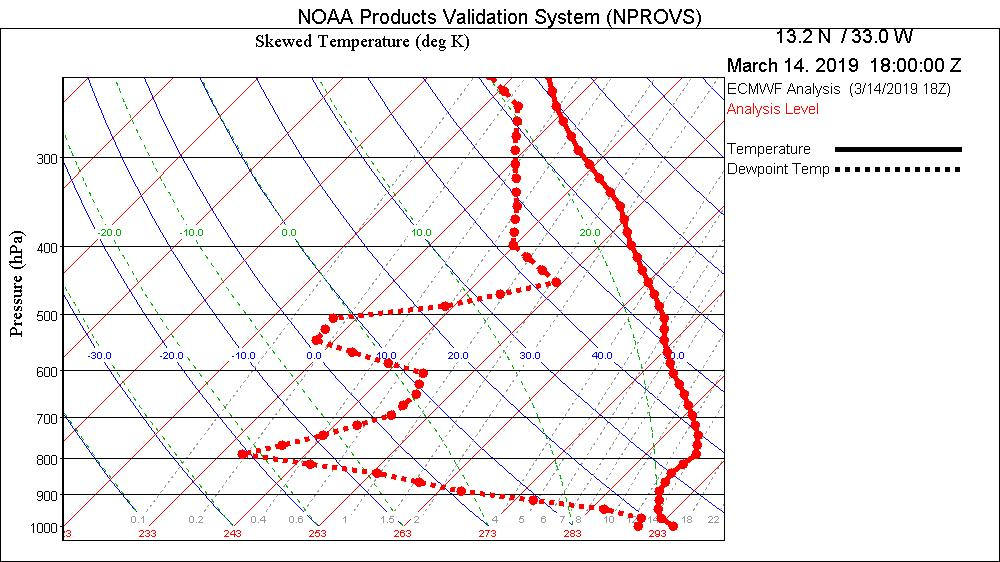 NOAA Products Validation System (NPROVS)
Skewed Temperature (deg K)
13.2 N / 33.0 W
March 14. 2019 18:00:00 Z
ECMWF Analysis (3/14/2019 18Z)
Analysis Level
Temperature
Dewpoint Temp
Pressure (hPa)
300
-20.0 -10.0 0.0 10.0 20.0
400
500
-30.0 -20.0 -10.0 0.0 10.0 20.0 30.0 40.0
600
700
800
900
0.1 0.2 0.4 0.6 1 1.5 2 4 5 6 7 8 10 14 18 22
1000
3 233 243 253 263 273 283 293